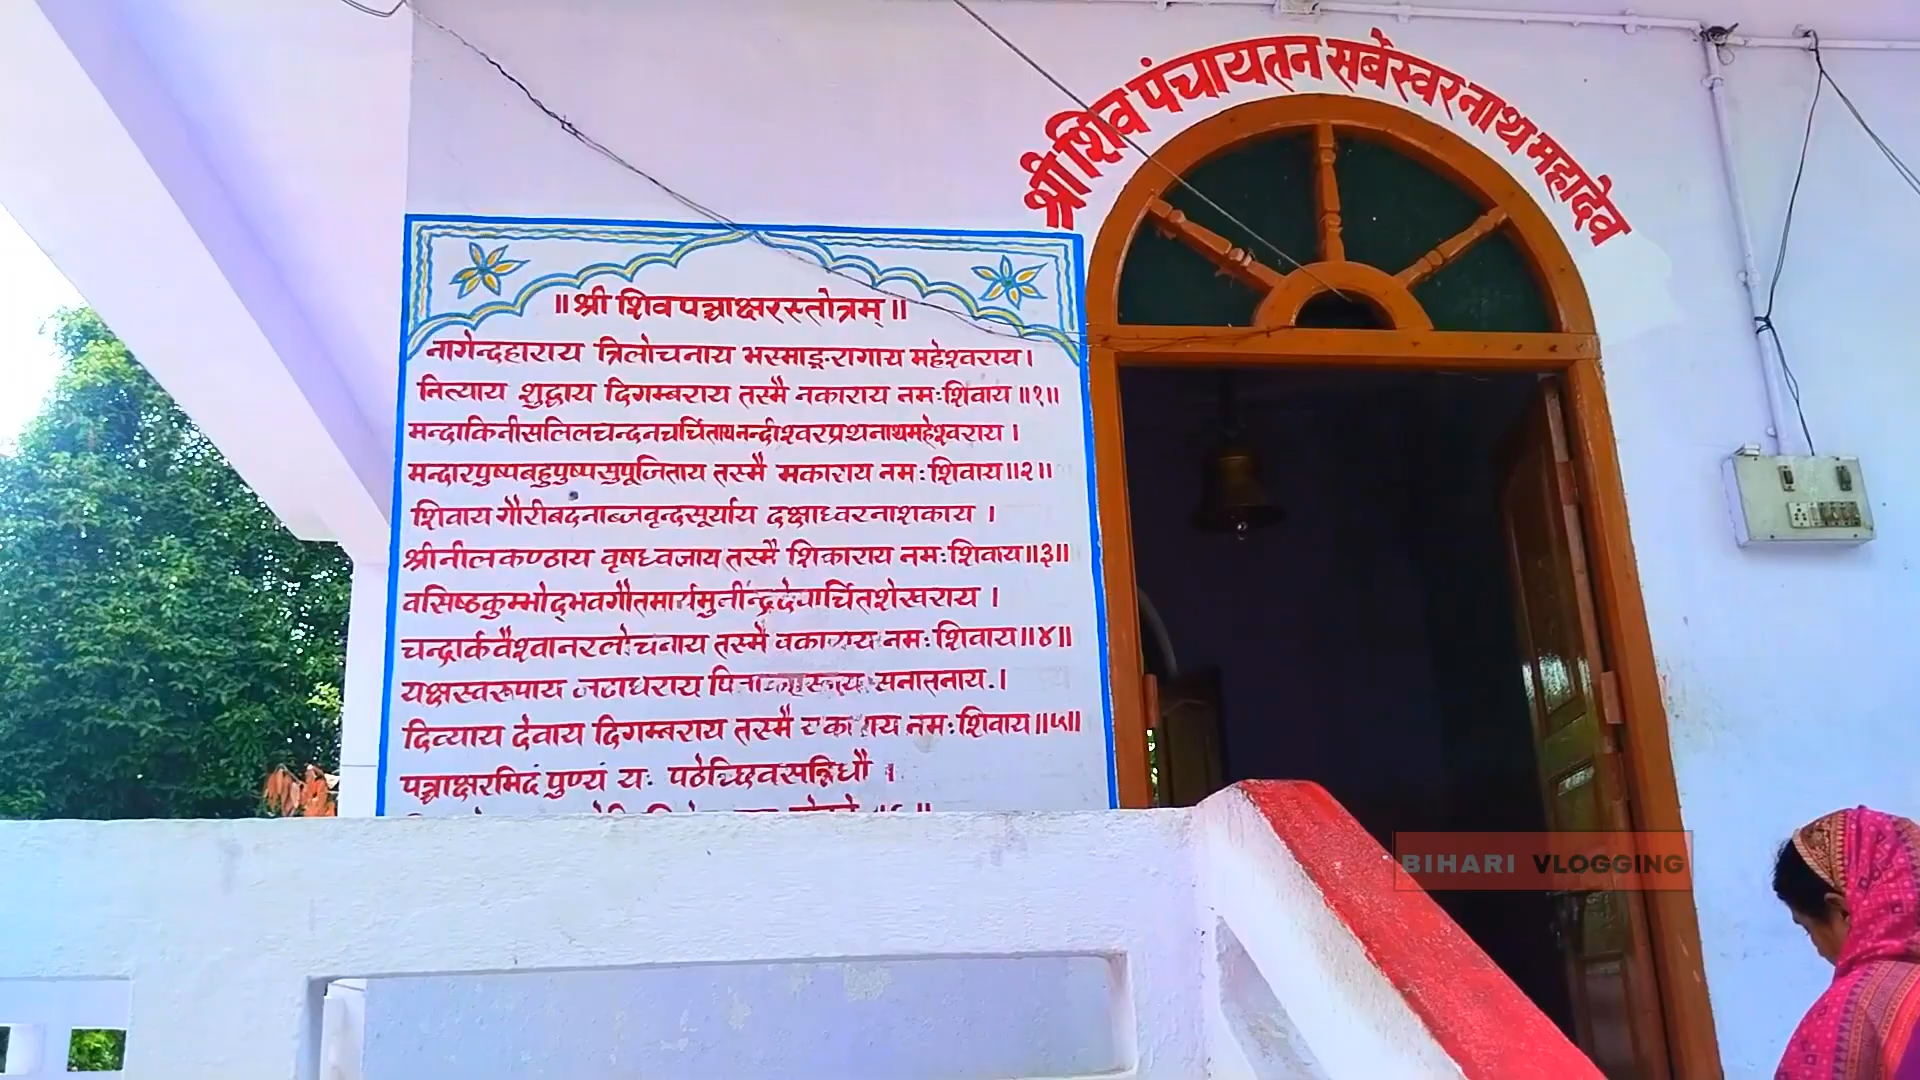 श्री शिव पंचायतन सर्बेस्वरनाथ महादेव
॥ श्री शिवपञ्चाक्षरस्तोत्रम् ॥
नागेन्दहाराय त्रिलोचनाय भस्माङ्गरागाय महेश्वराय।
नित्याय शुद्धाय दिगम्बराय तस्मै नकाराय नमःशिवाय॥१॥
मन्दाकिनीसलिलचन्दनचर्चितायनन्दीश्वरप्रथनाथमहेश्वराय।
मन्दारपुष्पबहुपुष्पसुपूजिताय तस्मै मकाराय नमःशिवाय॥२॥
शिवाय गौरीबदनाब्जवृन्दसूर्याय दक्षाध्वरनाशकाय ।
श्रीनीलकण्ठाय वृषध्वजाय तस्मै शिकाराय नमःशिवाय॥३॥
वसिष्ठकुम्भोद्भवगौतमार्यमुनीन्द्रदेवार्चितशेखराय ।
चन्द्रार्कवैश्वानरलोचनाय तस्मै वकाराय नमःशिवाय॥४॥
यक्षस्वरूपाय जटाधराय सनातनाय.।
दिव्याय देवाय दिगम्बराय तस्मै यकाराय नमःशिवाय॥५॥
पञ्चाक्षरमिदं पुण्यं यः पठेच्छिवसन्निधौ ।
BIHARI VLOGGING